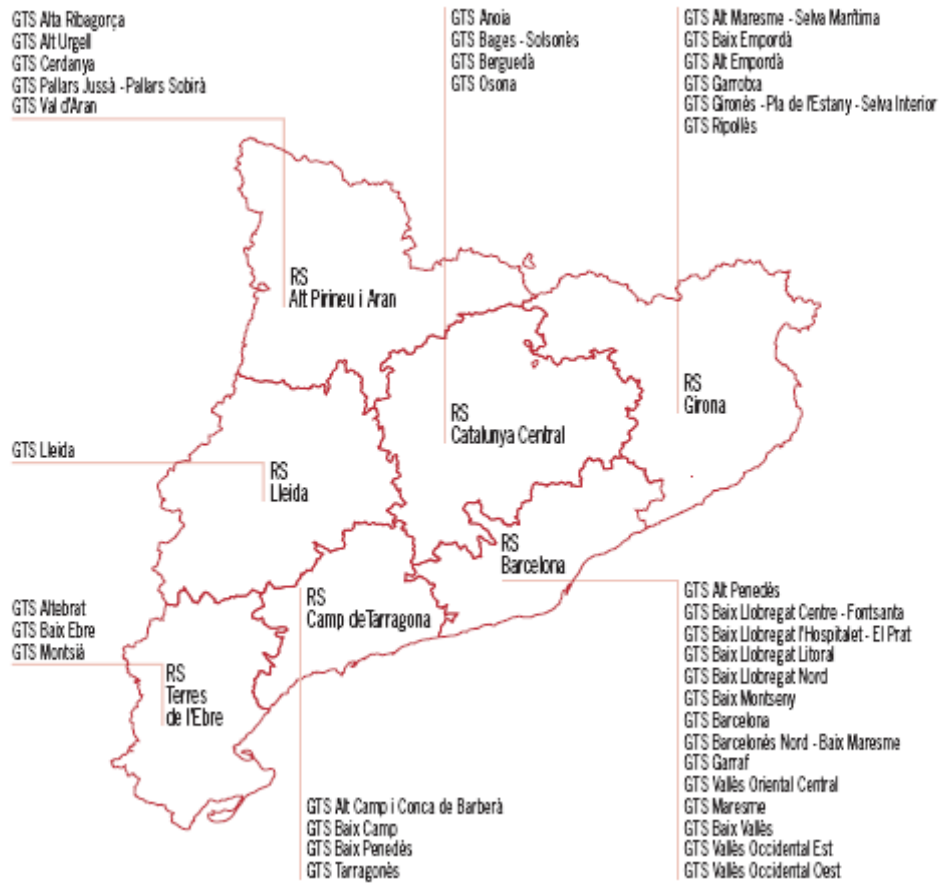 GTS Alta Ribagorça
GTS Alt Urgell
GTS Cerdanya
GTS Pallars Jussà - Pallars Sobirà
GTS Val d'Aran
GTS Anoia
GTS Bages - Solsonès
GTS Berguedà
GTS Osona
GTS Alt Maresme - Selva Marítima
GTS Baix Empordà
GTS Alt Empordà
GTS Garrotxa
GTS Gironès - Pla de l'Estany - Selva Interior
GTS Ripollès
RS
Alt Pirineu i Aran
RS
Girona
RS
Catalunya Central
GTS Lleida
RS
Lleida
RS
Barcelona
RS
Camp de Tarragona
GTS Altebrat
GTS Baix Ebre
GTS Montsià
RS
Terres
de l'Ebre
GTS Alt Penedès
GTS Baix Llobregat Centre - Fontsanta
GTS Baix Llobregat l'Hospitalet - El Prat
GTS Baix Llobregat Litoral
GTS Baix Llobregat Nord
GTS Baix Montseny
GTS Barcelona
GTS Barcelonès Nord - Baix Maresme
GTS Garraf
GTS Vallès Oriental Central
GTS Maresme
GTS Baix Vallès
GTS Vallès Occidental Est
GTS Vallès Occidental Oest
GTS Alt Camp i Conca de Barberà
GTS Baix Camp
GTS Baix Penedès
GTS Tarragonès